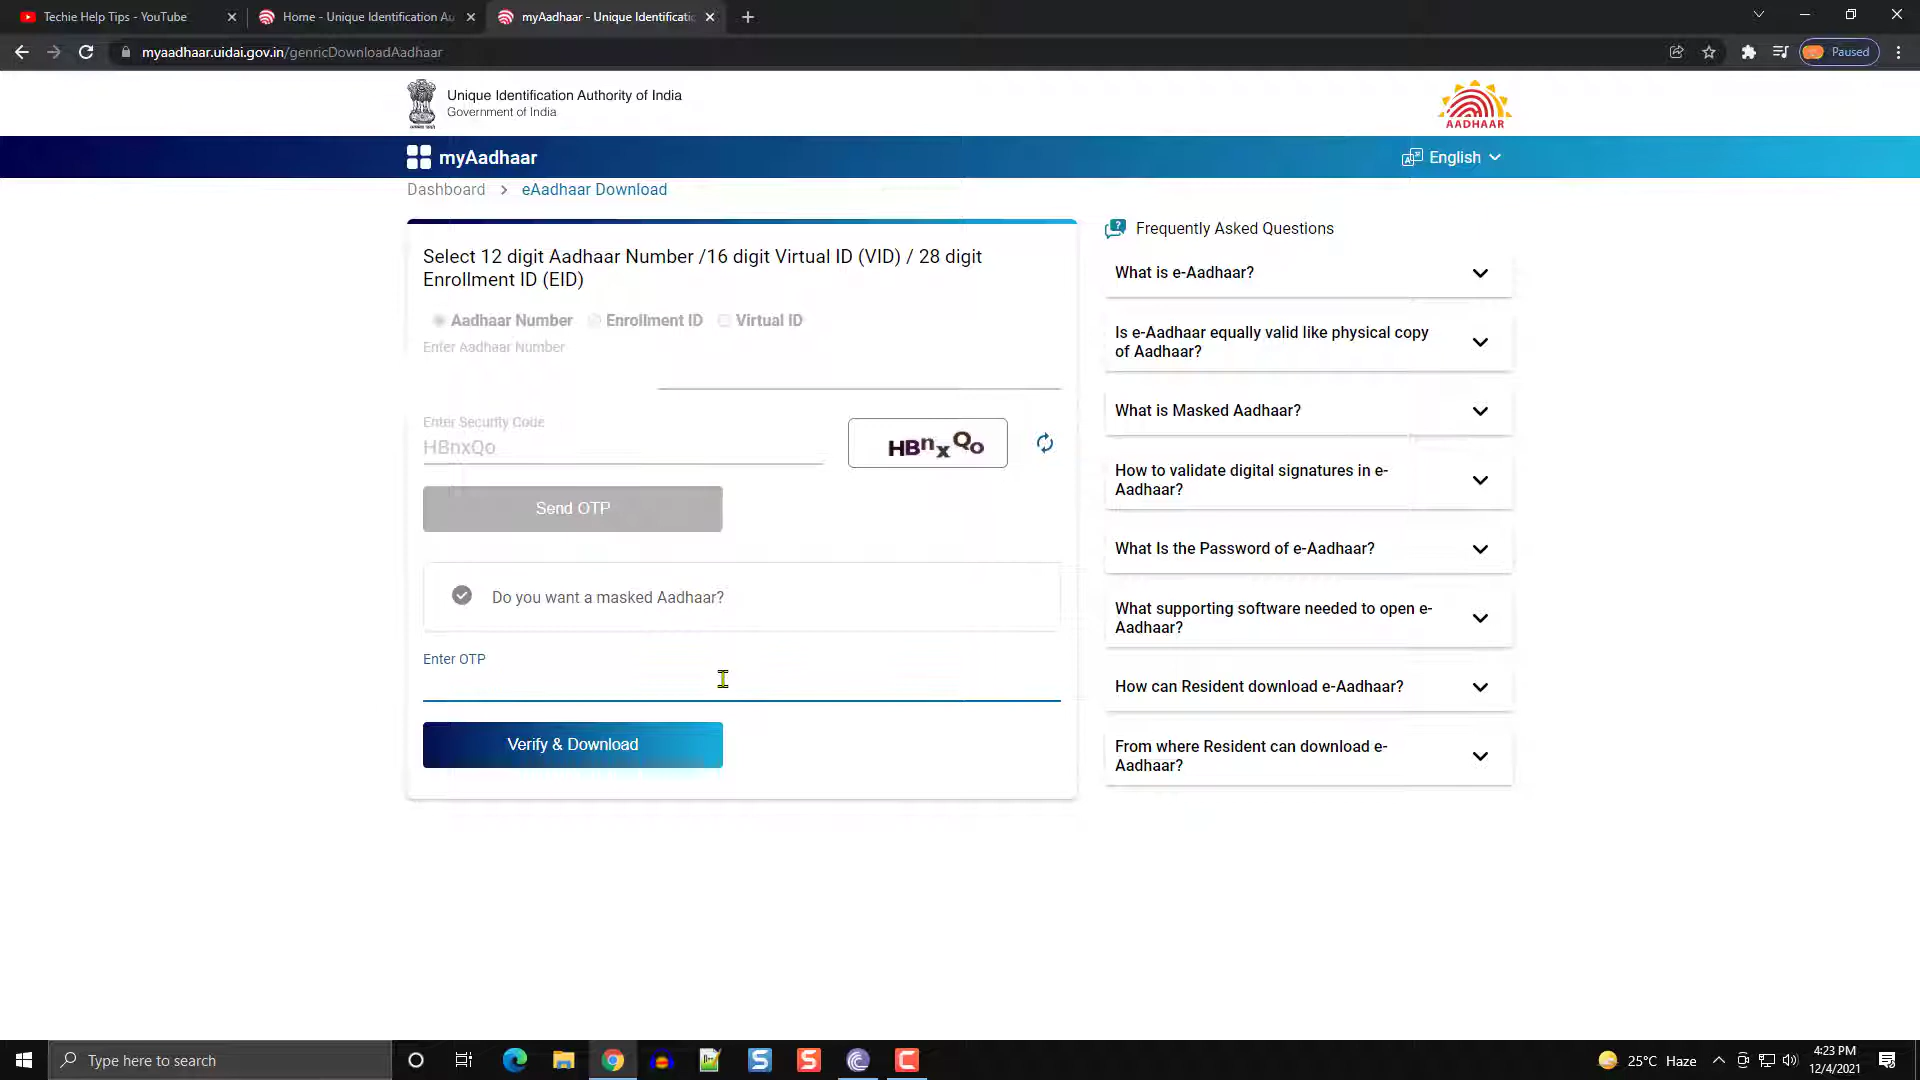 Techie Help Tips - YouTube
Home - Unique Identification Au
myAadhaar - Unique Identificatio
myaadhaar.uidai.gov.in/genricDownloadAadhaar
Paused
Unique Identification Authority of India
Government of India
AADHAAR
myAadhaar
English
Dashboard > eAadhaar Download
Select 12 digit Aadhaar Number /16 digit Virtual ID (VID) / 28 digit
Enrollment ID (EID)
Aadhaar Number Enrollment ID Virtual ID
Enter Aadhaar Number
Enter Security Code
HBnxQo
HBnxQo
Send OTP
Do you want a masked Aadhaar?
Enter OTP
Verify & Download
Frequently Asked Questions
What is e-Aadhaar?
Is e-Aadhaar equally valid like physical copy
of Aadhaar?
What is Masked Aadhaar?
How to validate digital signatures in e-
Aadhaar?
What Is the Password of e-Aadhaar?
What supporting software needed to open e-
Aadhaar?
How can Resident download e-Aadhaar?
From where Resident can download e-
Aadhaar?
Type here to search
25°C Haze
4:23 PM
12/4/2021